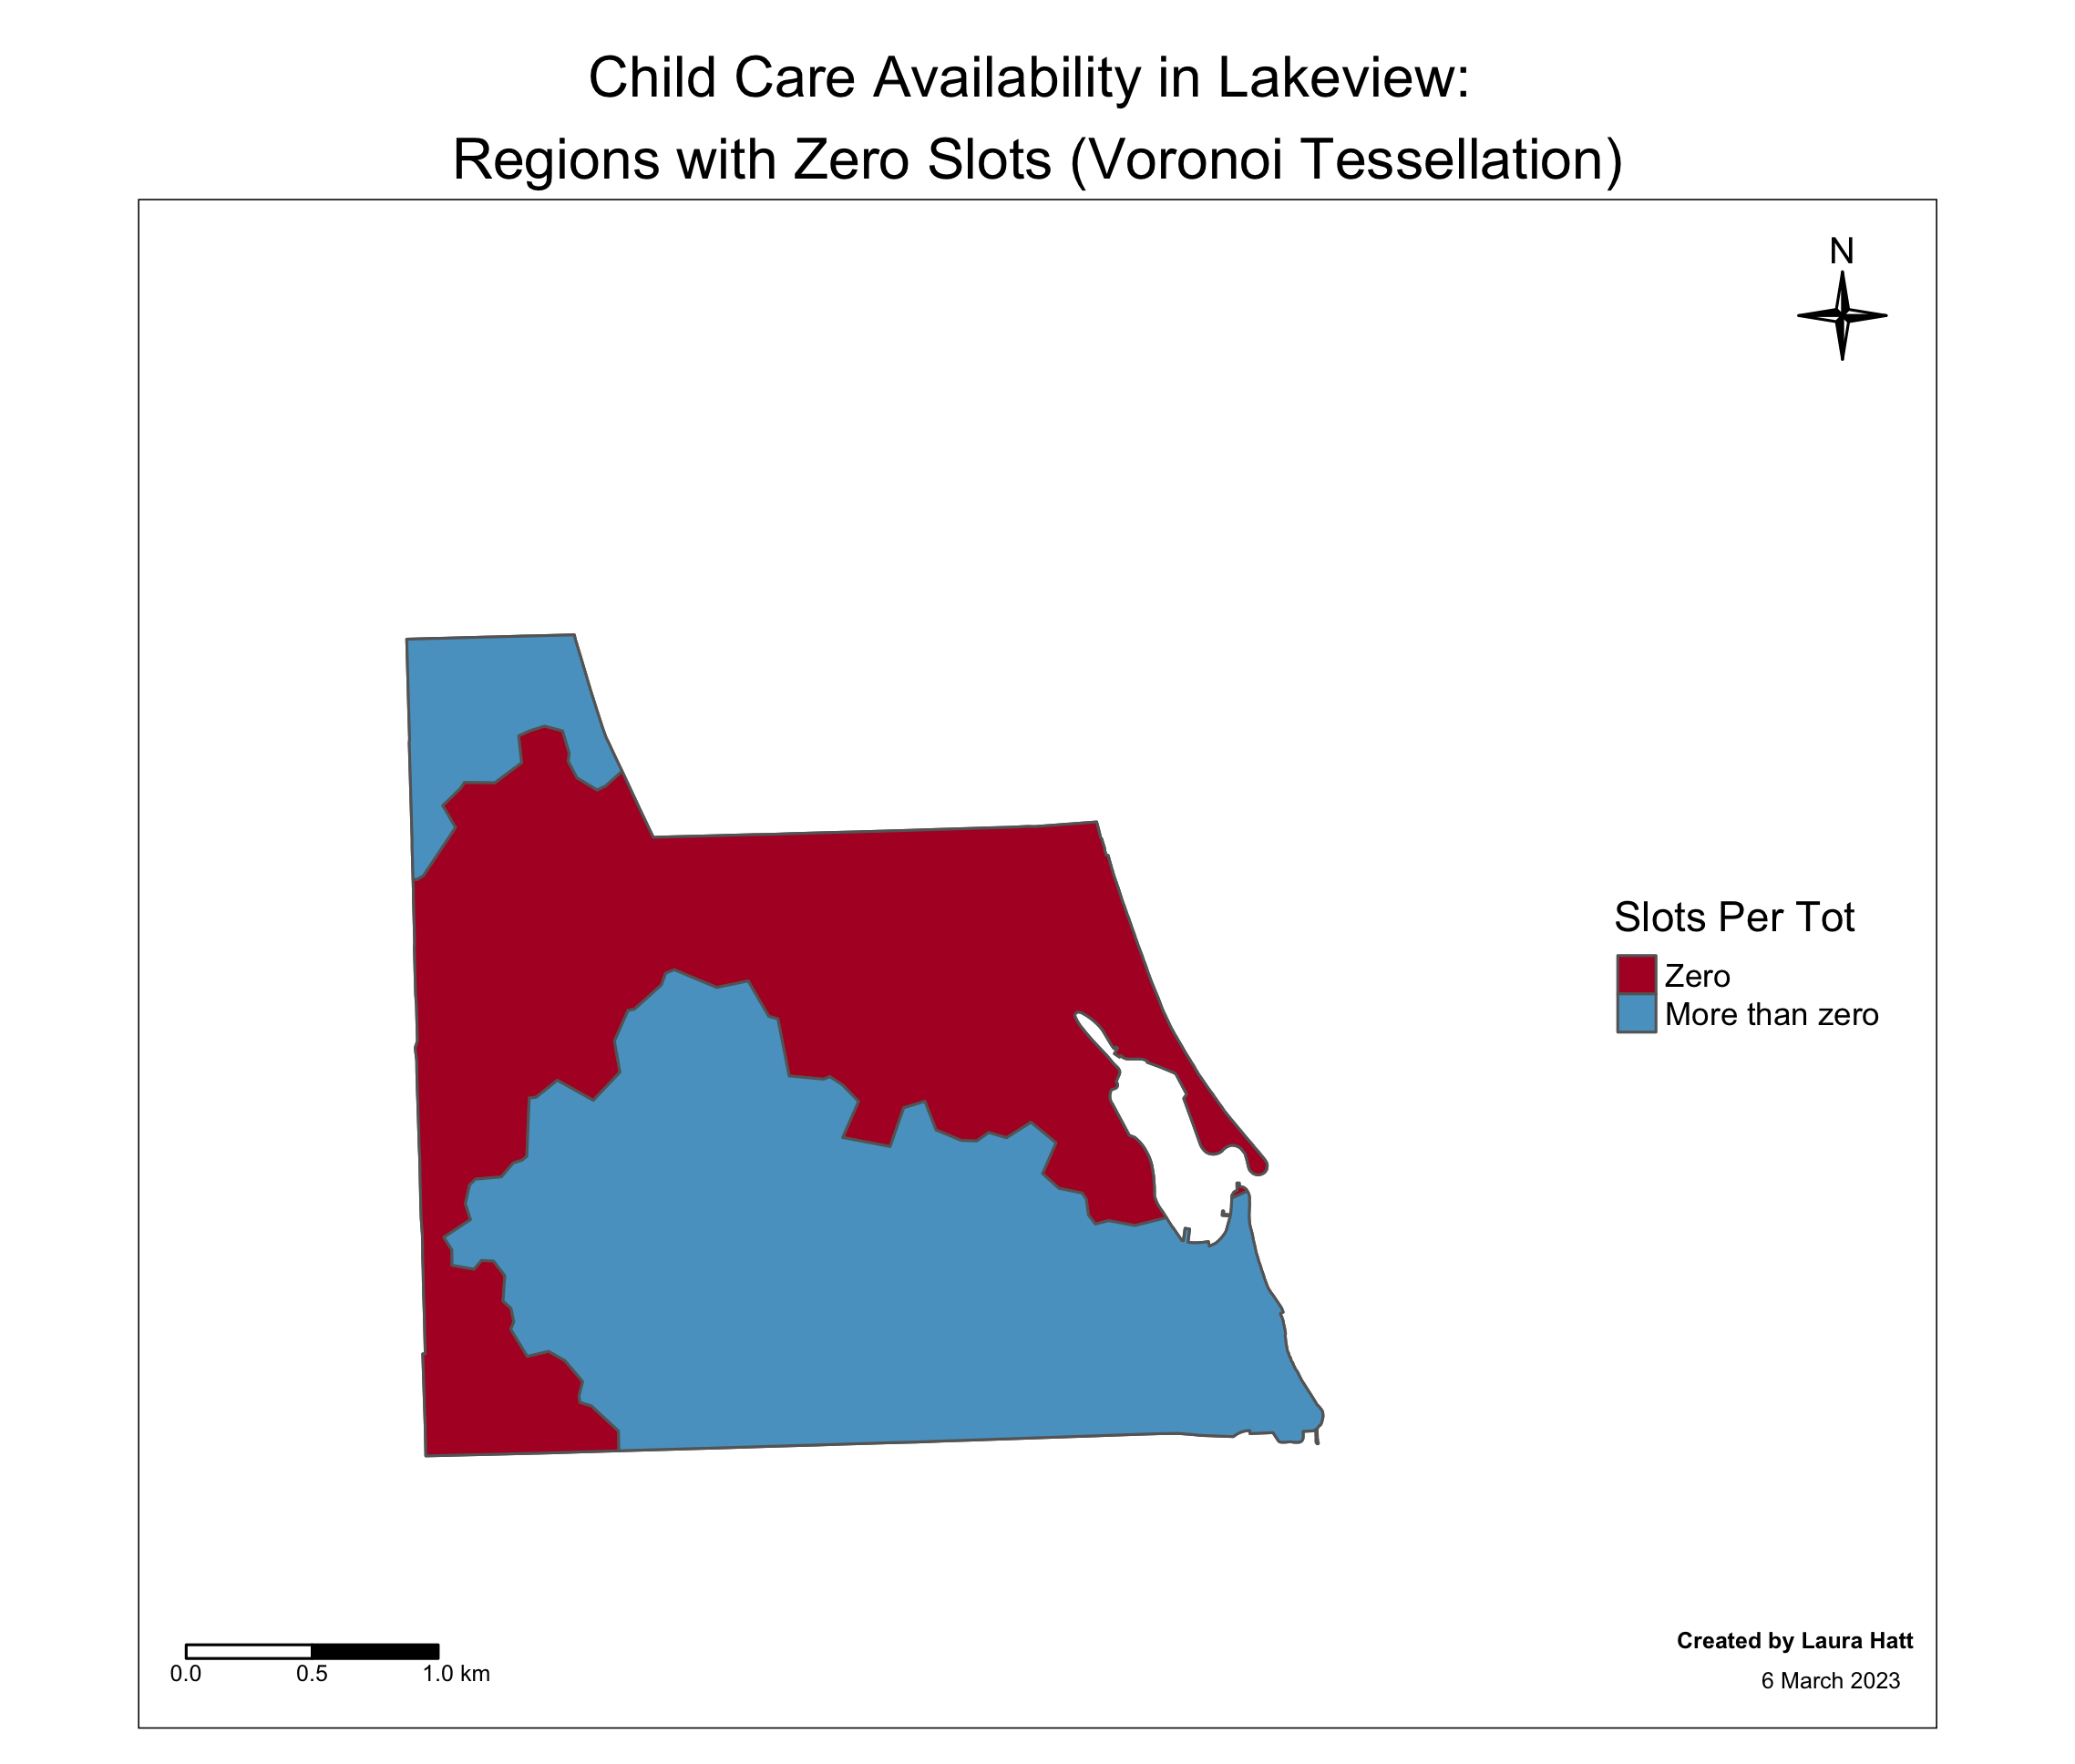 Child Care Availability in Lakeview:
Regions with Zero Slots (Voronoi Tessellation)
N
Slots Per Tot
Zero
More than zero
0.0 0.5 1.0 km
Created by Laura Hatt
6 March 2023